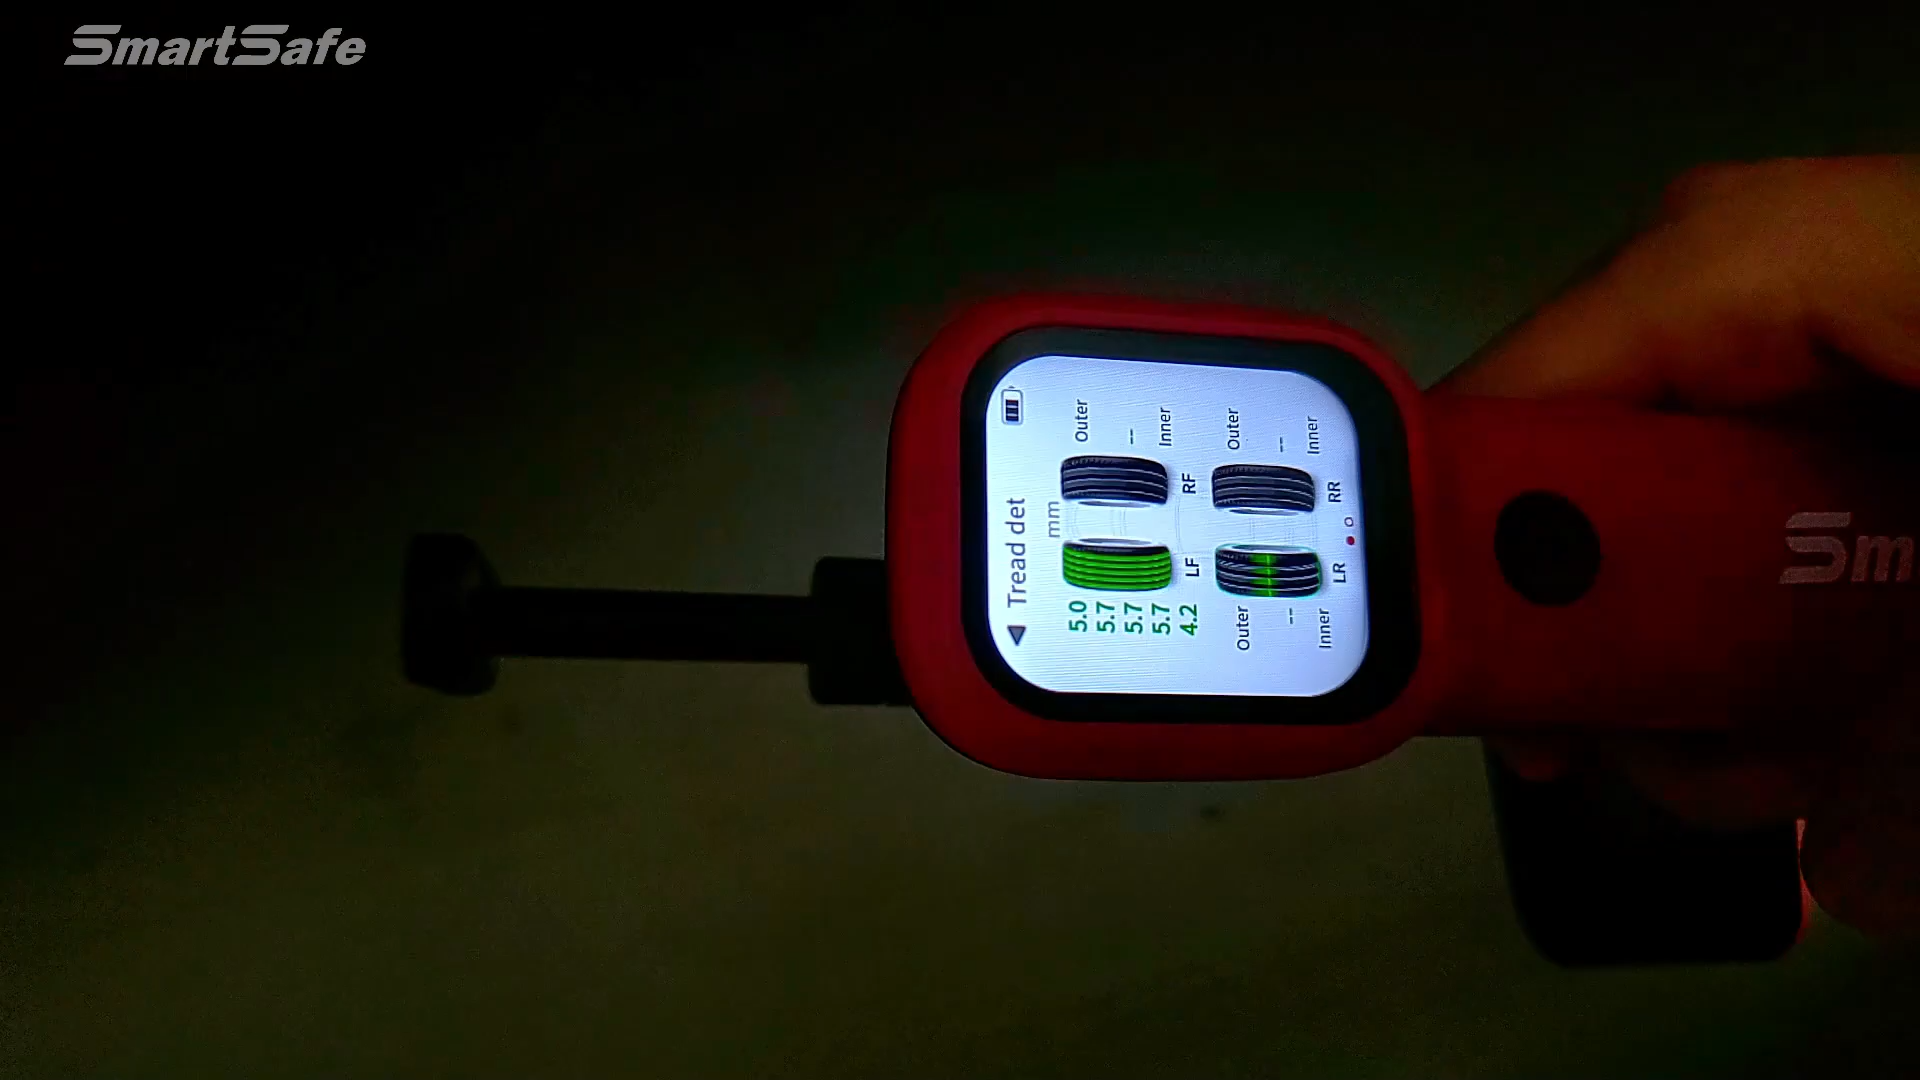 SmartSafe
Tread det
mm
5.0
5.7
5.7
5.7
4.2
LF
RF
Outer
--
Inner
Outer
--
Inner
LR
RR
Outer
--
Inner
Sm